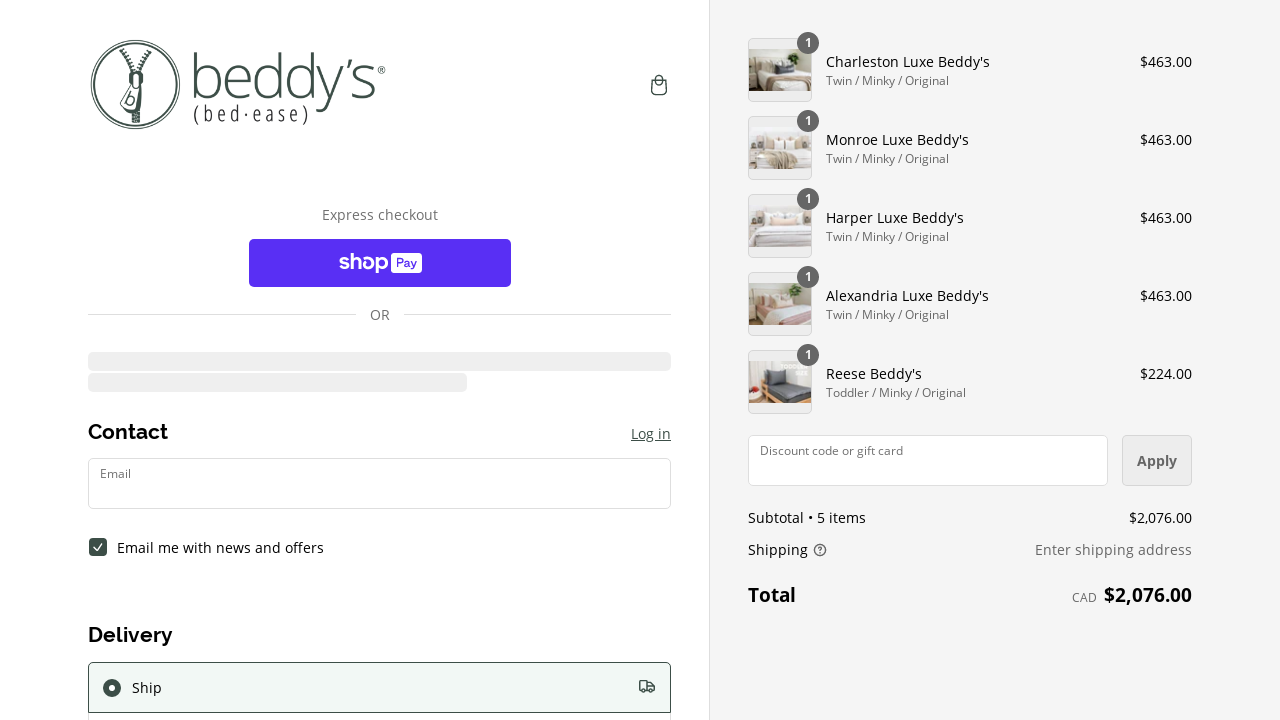 beddy's®
(bed·ease)
Express checkout
shop Pay
OR
Contact
Log in
Email
Email me with news and offers
Delivery
Ship
1
Charleston Luxe Beddy's
$463.00
Twin / Minky / Original
1
Monroe Luxe Beddy's
$463.00
Twin / Minky / Original
1
Harper Luxe Beddy's
$463.00
Twin / Minky / Original
1
Alexandria Luxe Beddy's
$463.00
Twin / Minky / Original
1
Reese Beddy's
$224.00
Toddler / Minky / Original
Discount code or gift card
Apply
Subtotal • 5 items
$2,076.00
Shipping
Enter shipping address
Total
CAD $2,076.00